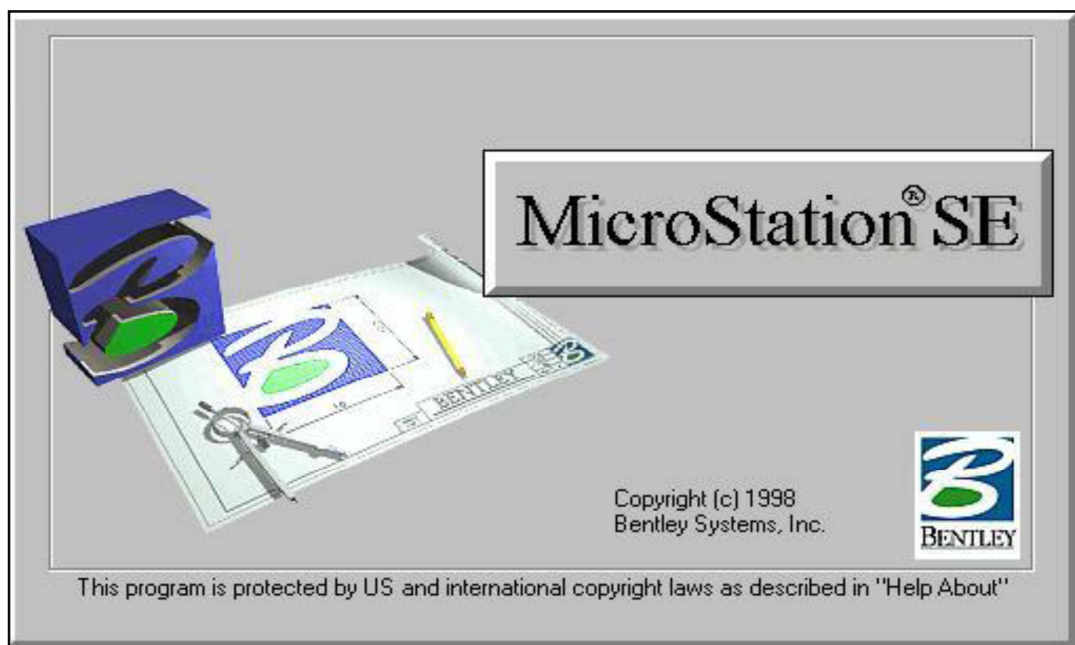 MicroStation® SE
BENTLEY
Copyright (c) 1998
Bentley Systems, Inc.
BENTLEY
This program is protected by US and international copyright laws as described in "Help About"